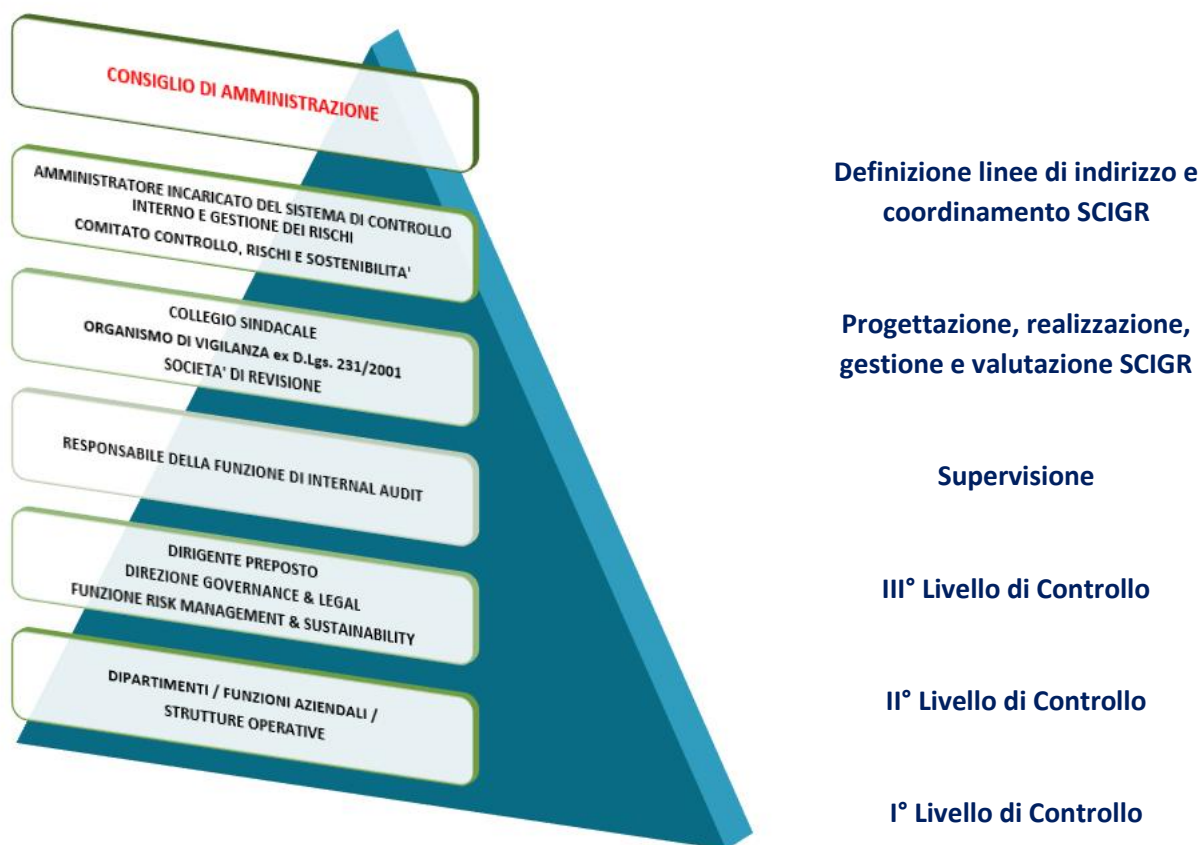 CONSIGLIO DI AMMINISTRAZIONE
AMMINISTRATORE INCARICATO DEL SISTEMA DI CONTROLLO
INTERNO E GESTIONE DEI RISCHI
COMITATO CONTROLLO, RISCHI E SOSTENIBILITA'
COLLEGIO SINDACALE
ORGANISMO DI VIGILANZA ex D.Lgs. 231/2001
SOCIETA' DI REVISIONE
RESPONSABILE DELLA FUNZIONE DI INTERNAL AUDIT
DIRIGENTE PREPOSTO
DIREZIONE GOVERNANCE & LEGAL
FUNZIONE RISK MANAGEMENT & SUSTAINABILITY
DIPARTIMENTI / FUNZIONI AZIENDALI /
STRUTTURE OPERATIVE
Definizione linee di indirizzo e
coordinamento SCIGR
Progettazione, realizzazione,
gestione e valutazione SCIGR
Supervisione
III° Livello di Controllo
II° Livello di Controllo
I° Livello di Controllo